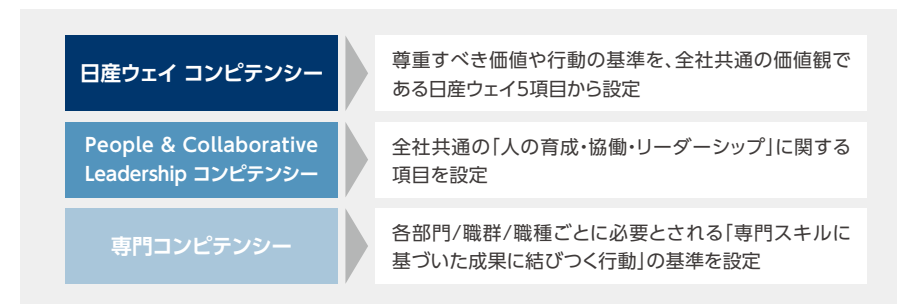 日産ウェイ コンピテンシー
尊重すべき価値や行動の基準を、全社共通の価値観で
ある日産ウェイ5項目から設定
People & Collaborative
Leadership コンピテンシー
全社共通の「人の育成・協働・リーダーシップ」に関する
項目を設定
専門コンピテンシー
各部門/職群/職種ごとに必要とされる「専門スキルに
基づいた成果に結びつく行動」の基準を設定